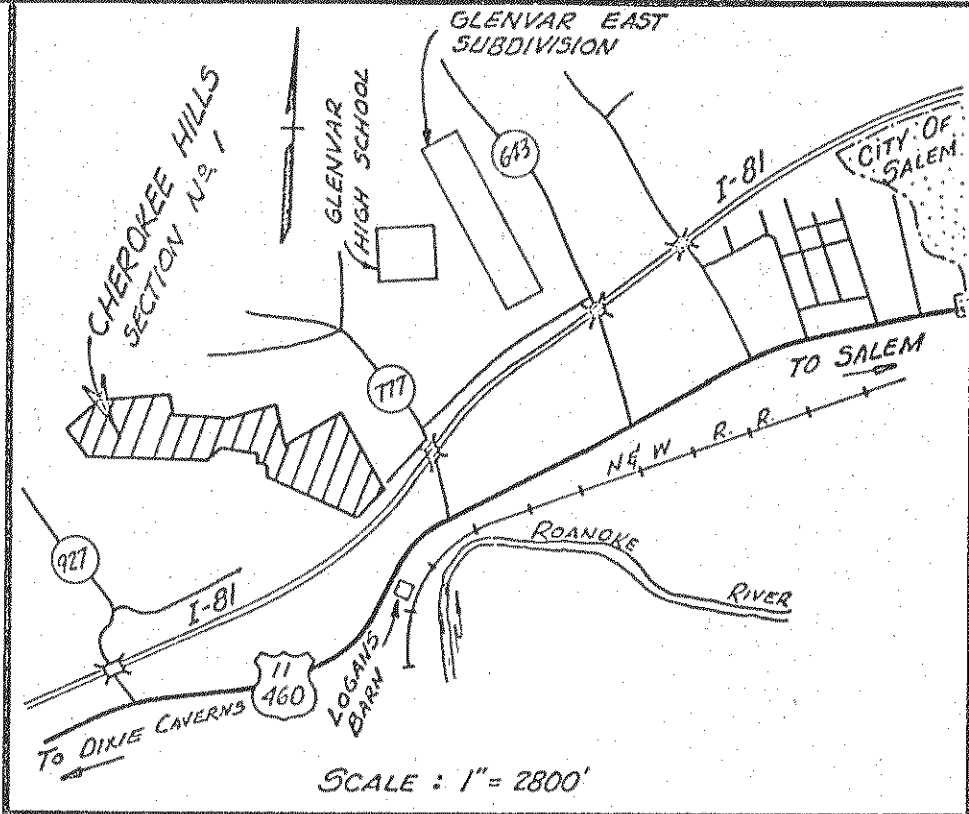 GLENVAR EAST
SUBDIVISION
CHEROKEE HILLS
SECTION Nº 1
GLENVAR
HIGH SCHOOL
643
I-81
CITY OF
SALEM
777
TO SALEM
N & W R. R.
ROANOKE
RIVER
927
I-81
11
460
LOGANS
BARN
TO DIXIE CAVERNS
SCALE : 1" = 2800'